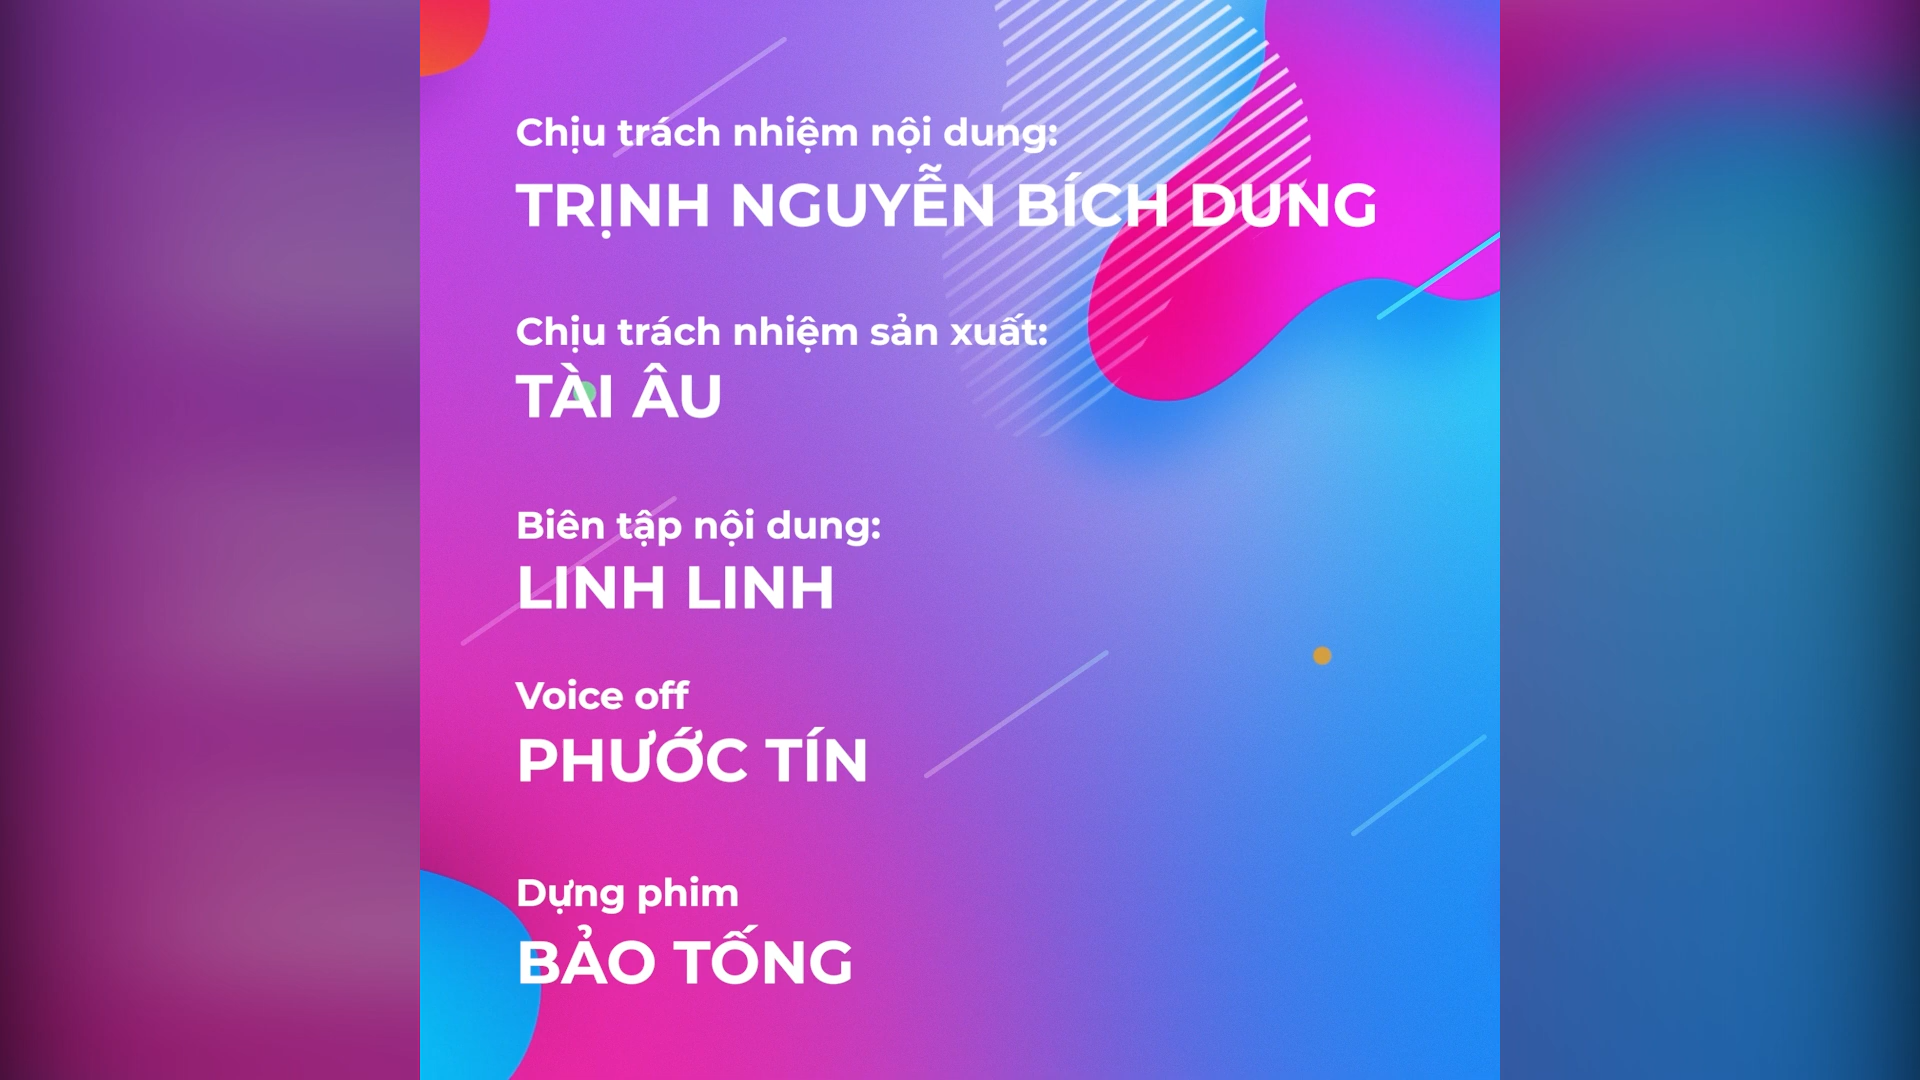 Chịu trách nhiệm nội dung:
TRỊNH NGUYỄN BÍCH DUNG
Chịu trách nhiệm sản xuất:
TÀI ÂU
Biên tập nội dung:
LINH LINH
Voice off
PHƯỚC TÍN
Dựng phim
BẢO TỐNG